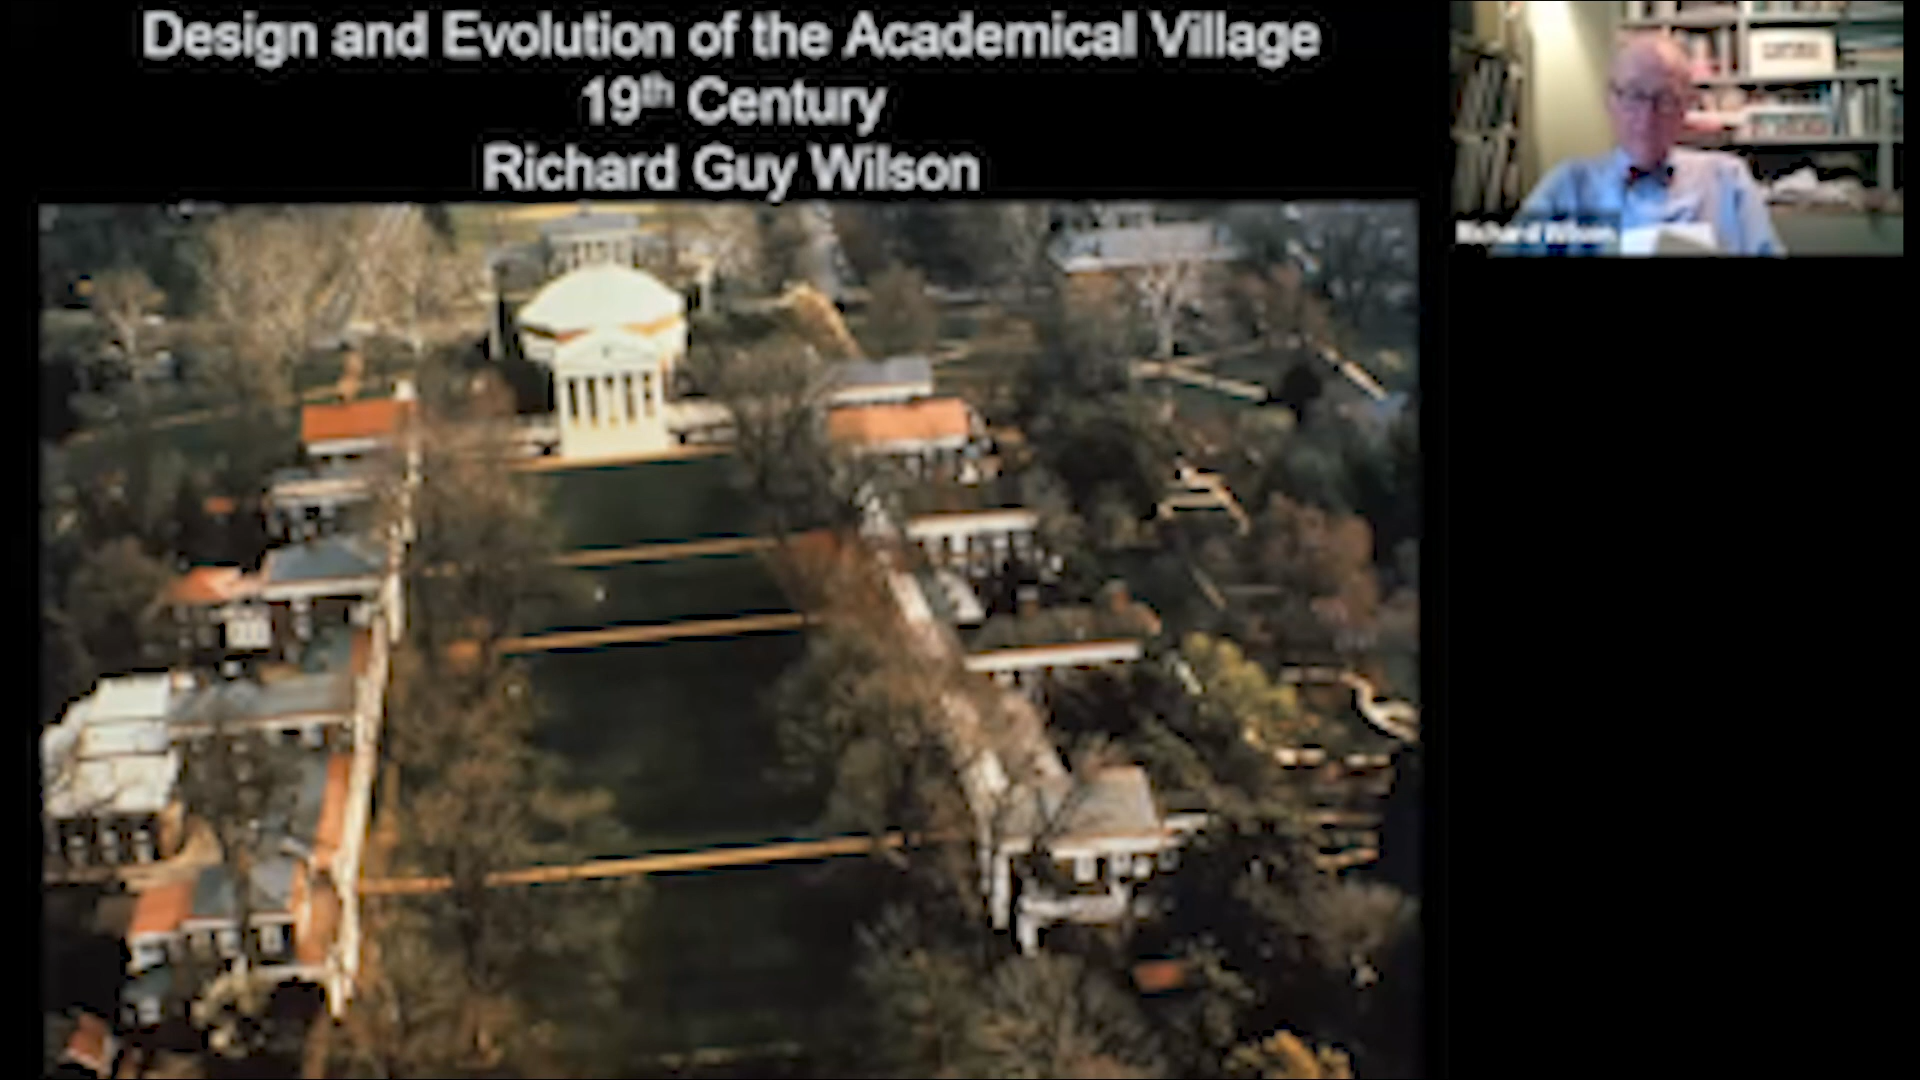 Design and Evolution of the Academical Village
19th Century
Richard Guy Wilson
Richard Wilson